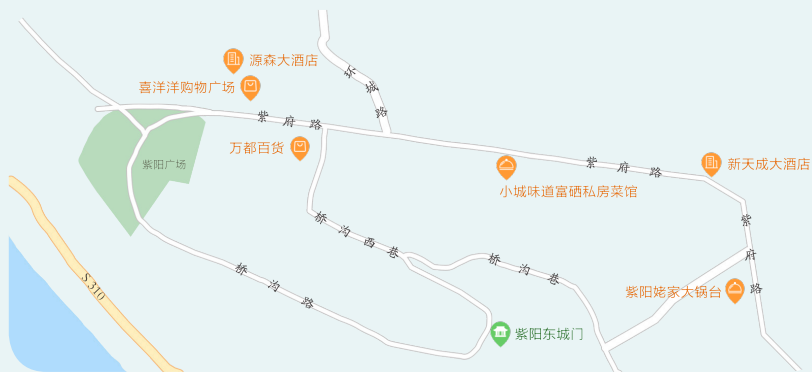 源森大酒店
环城路
喜洋洋购物广场
紫府路
万都百货
紫阳广场
紫府路
新天成大酒店
小城味道富硒私房菜馆
桥沟西巷
紫府路
桥沟路
桥沟巷
S310
紫阳姥家大锅台
紫阳东城门